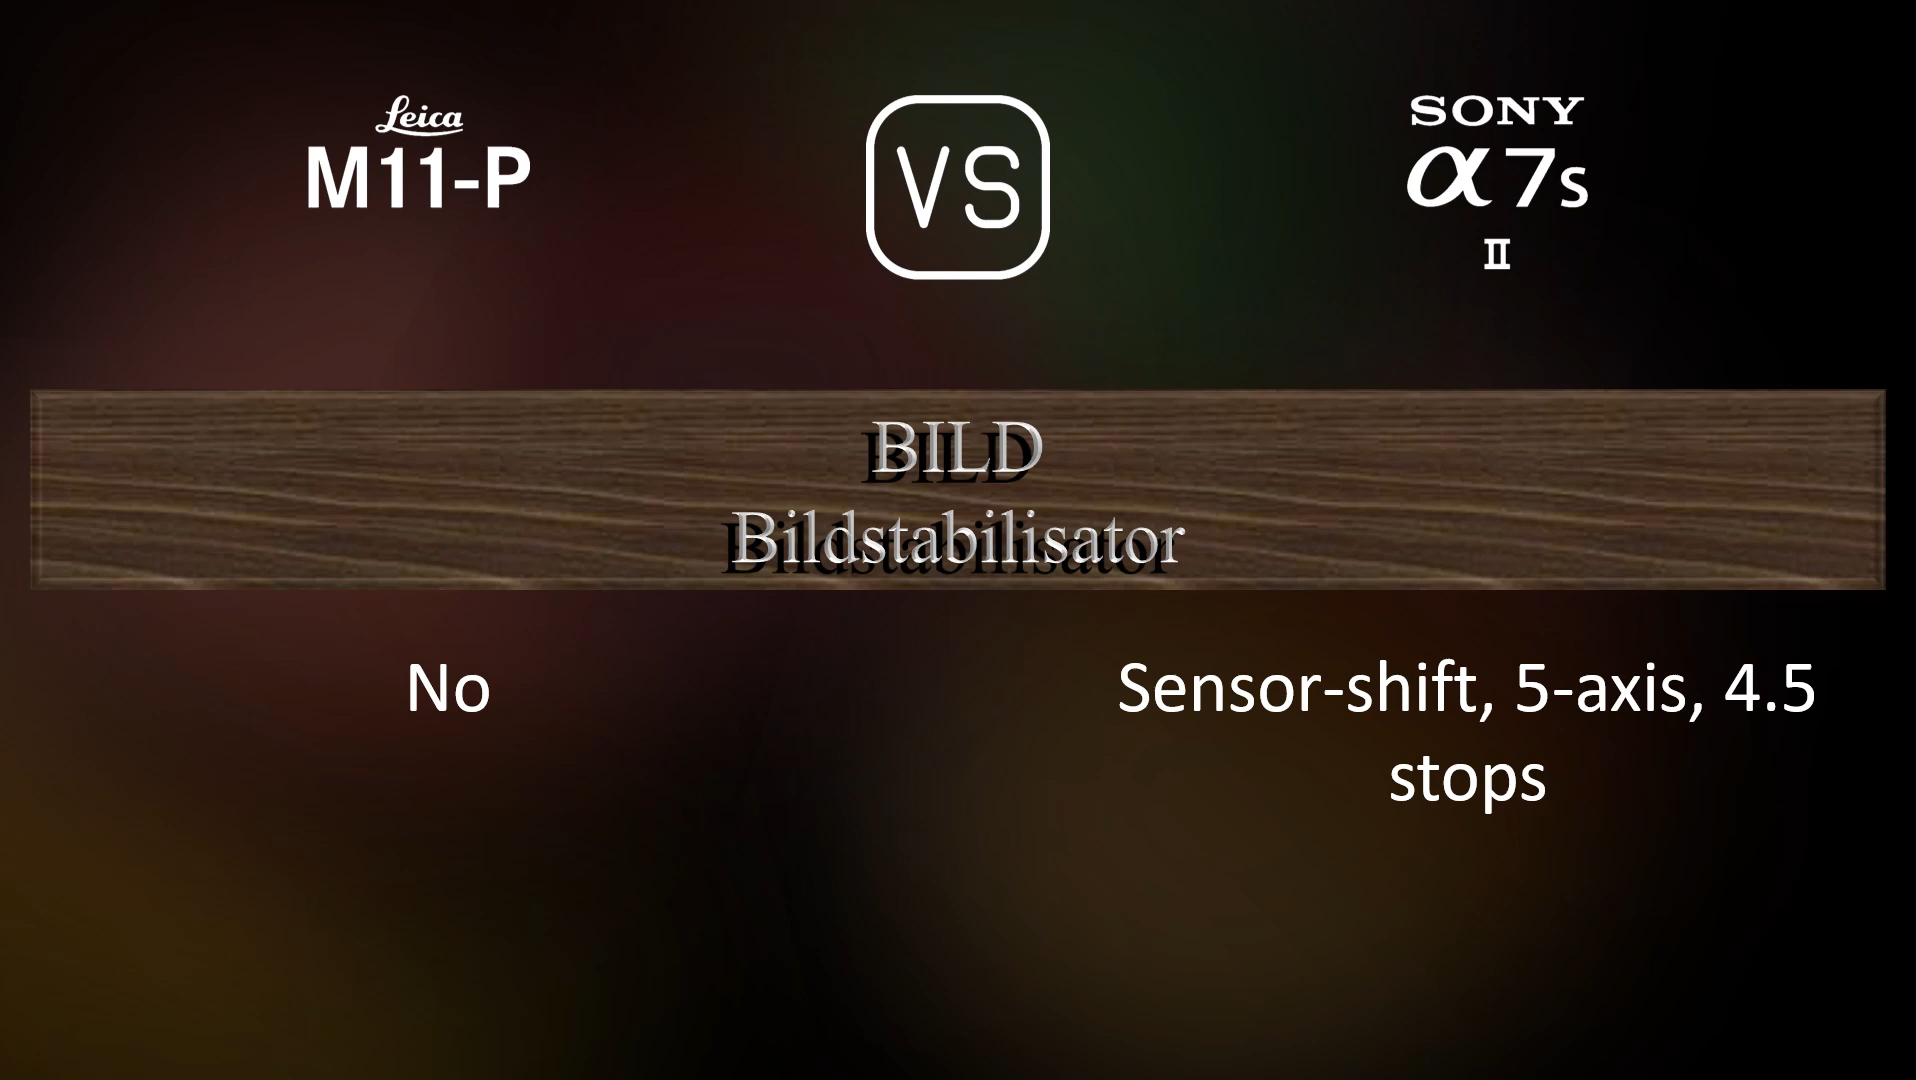 Leica
M11-P
VS
SONY
α7s
II
BILD
Bildstabilisator
No
Sensor-shift, 5-axis, 4.5
stops